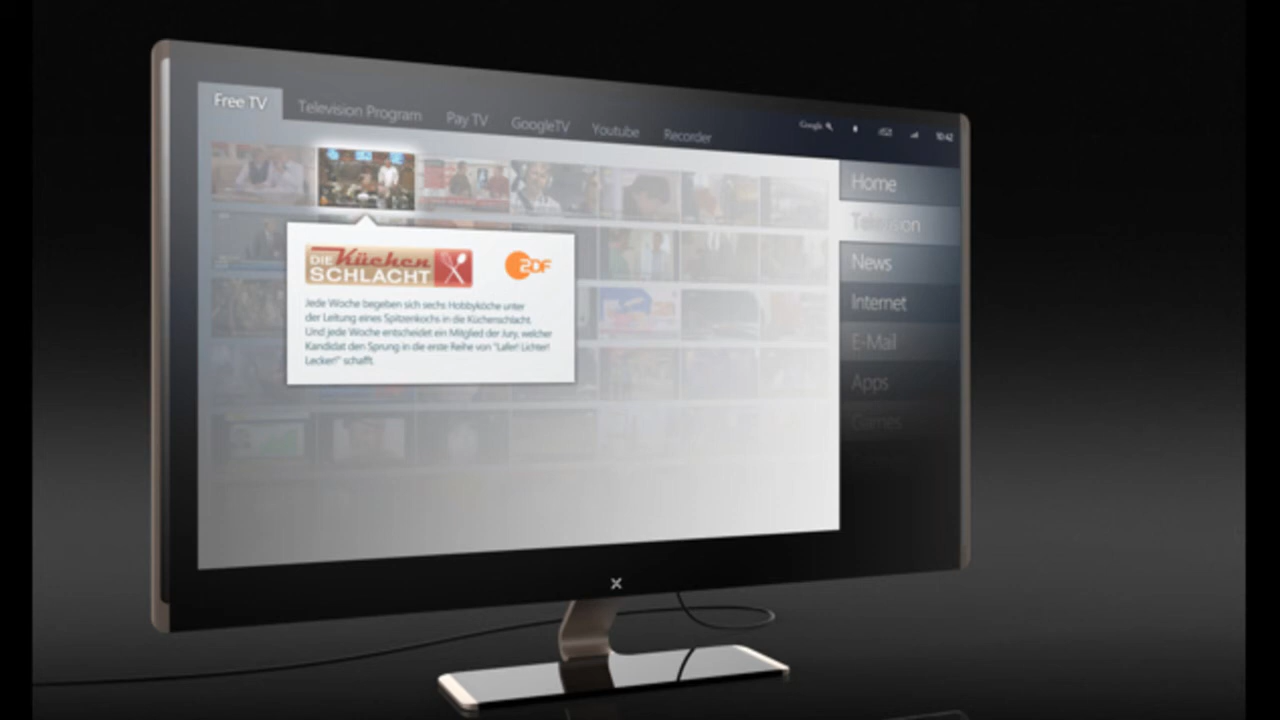 Free TV
Television Program
Pay TV
GoogleTV
Youtube
Recorder
Google
10:42
Home
Television
News
Internet
E-Mail
Apps
Games
DIE Küchen
SCHLACHT
ZDF
Jede Woche begeben sich sechs Hobbyköche unter
der Leitung eines Spitzenkochs in die Küchenschlacht.
Und jede Woche entscheidet ein Mitglied der Jury, welcher
Kandidat den Sprung in die erste Reihe von "Lafer! Lichter!
Lecker!" schafft.
X